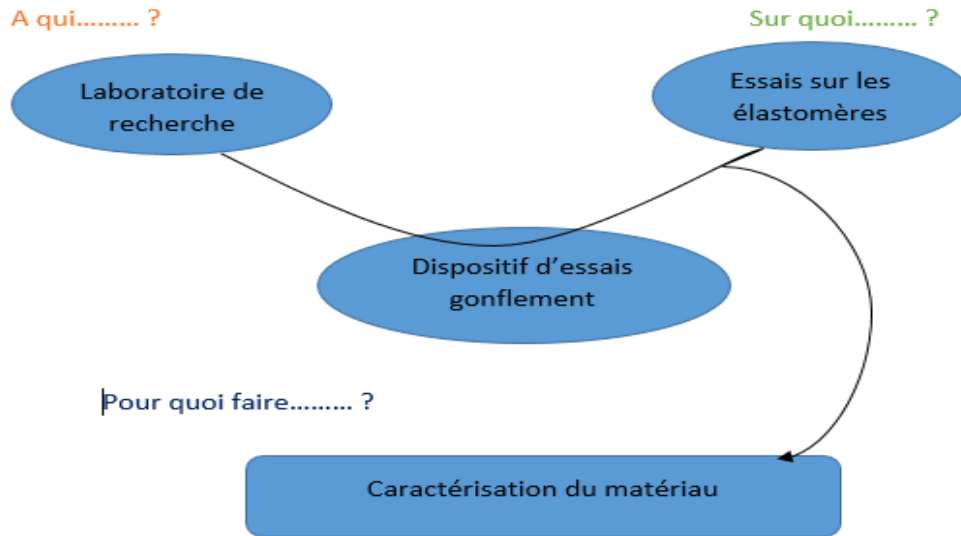 A qui……… ?
Sur quoi……… ?
Laboratoire de
recherche
Essais sur les
élastomères
Dispositif d’essais
gonflement
Pour quoi faire……… ?
Caractérisation du matériau